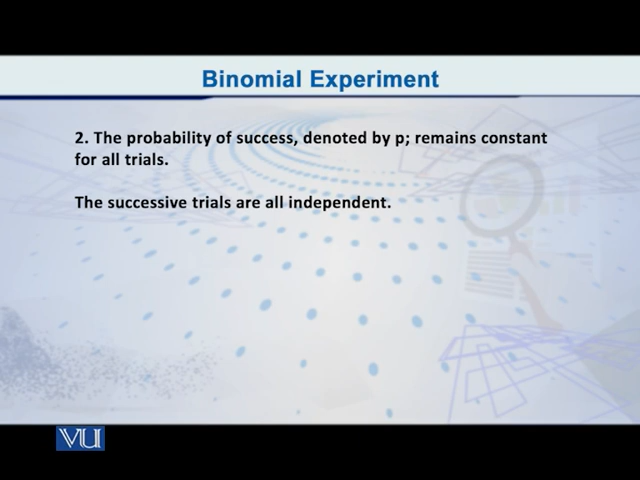 Binomial Experiment
2. The probability of success, denoted by p; remains constant
for all trials.
The successive trials are all independent.
VU